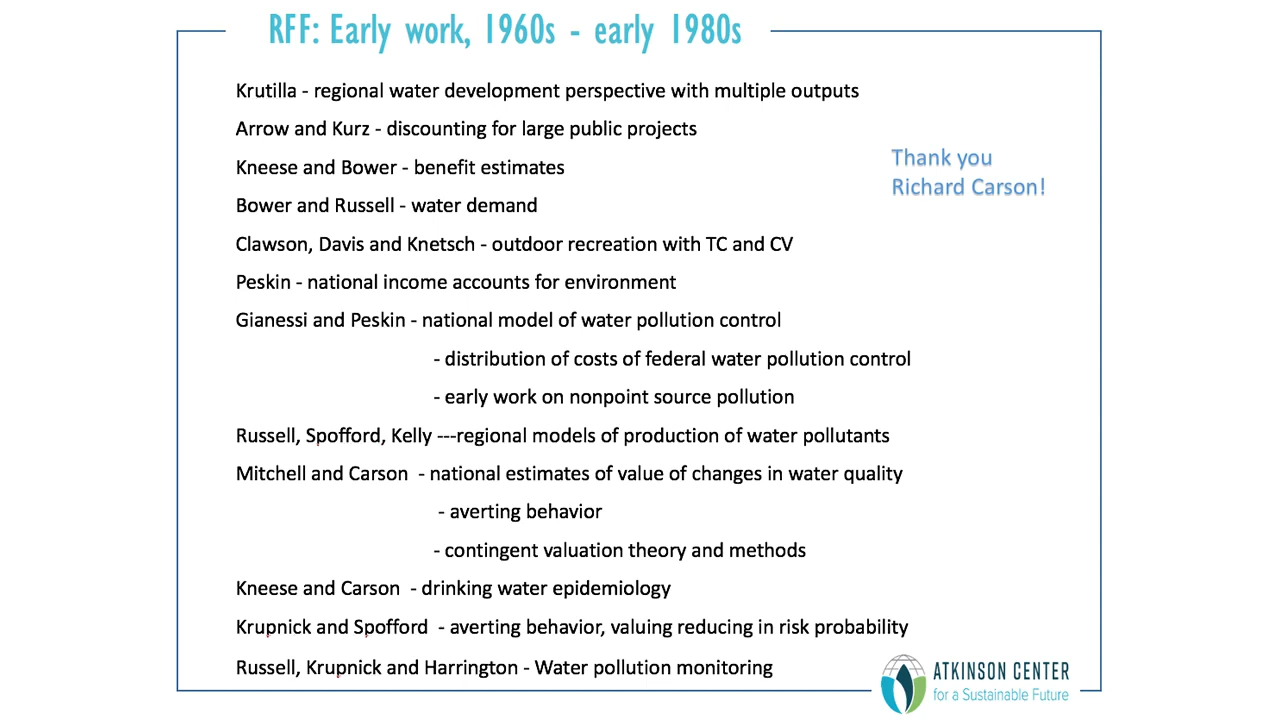 RFF: Early work, 1960s - early 1980s
Krutilla - regional water development perspective with multiple outputs
Arrow and Kurz - discounting for large public projects
Thank you
Richard Carson!
Kneese and Bower - benefit estimates
Bower and Russell - water demand
Clawson, Davis and Knetsch - outdoor recreation with TC and CV
Peskin - national income accounts for environment
Gianessi and Peskin - national model of water pollution control
- distribution of costs of federal water pollution control
- early work on nonpoint source pollution
Russell, Spofford, Kelly ---regional models of production of water pollutants
Mitchell and Carson - national estimates of value of changes in water quality
- averting behavior
- contingent valuation theory and methods
Kneese and Carson - drinking water epidemiology
Krupnick and Spofford - averting behavior, valuing reducing in risk probability
Russell, Krupnick and Harrington - Water pollution monitoring
ATKINSON CENTER
for a Sustainable Future